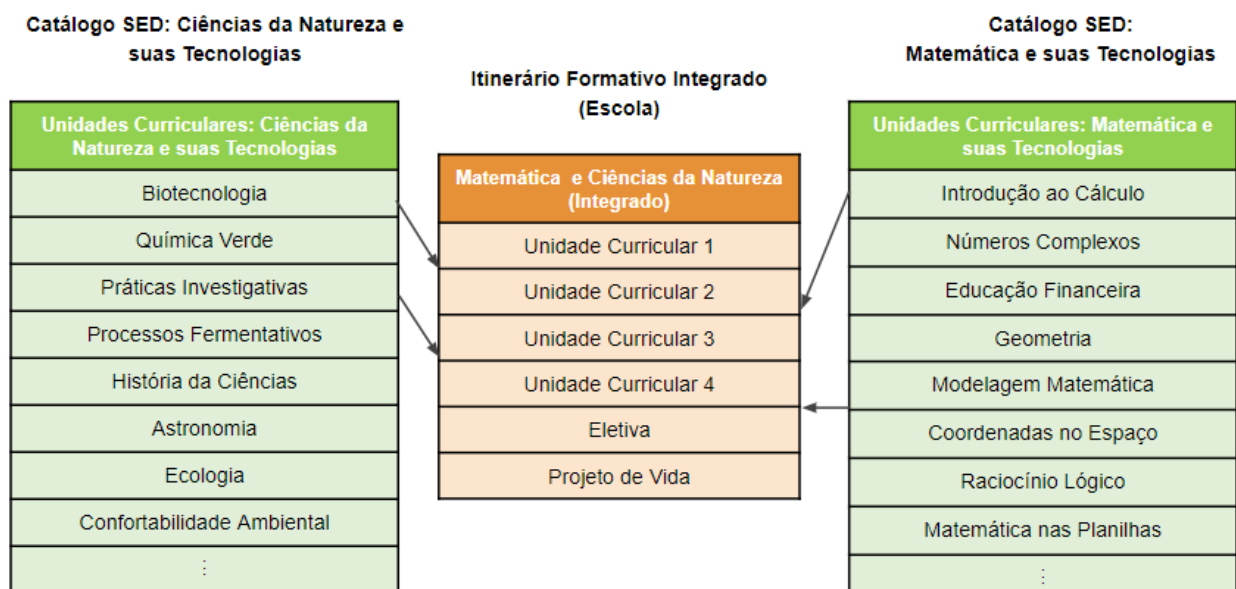 Catálogo SED: Ciências da Natureza e
suas Tecnologias
Unidades Curriculares: Ciências da
Natureza e suas Tecnologias
Biotecnologia
Química Verde
Práticas Investigativas
Processos Fermentativos
História da Ciências
Astronomia
Ecologia
Confortabilidade Ambiental
⋮
Itinerário Formativo Integrado
(Escola)
Matemática e Ciências da Natureza
(Integrado)
Unidade Curricular 1
Unidade Curricular 2
Unidade Curricular 3
Unidade Curricular 4
Eletiva
Projeto de Vida
Catálogo SED:
Matemática e suas Tecnologias
Unidades Curriculares: Matemática e
suas Tecnologias
Introdução ao Cálculo
Números Complexos
Educação Financeira
Geometria
Modelagem Matemática
Coordenadas no Espaço
Raciocínio Lógico
Matemática nas Planilhas
⋮